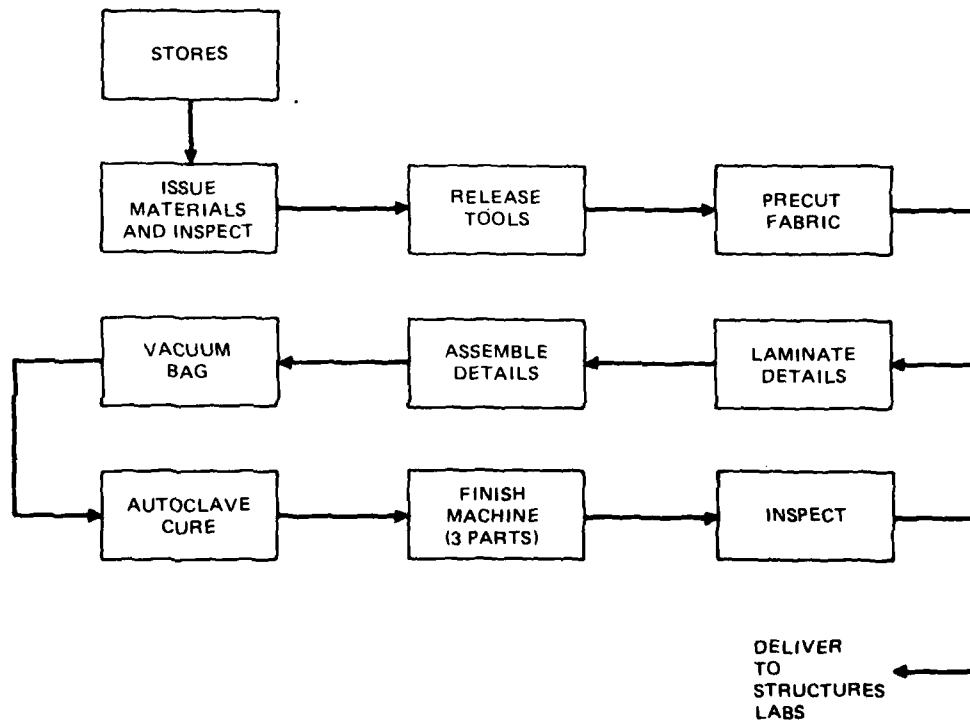 STORES
ISSUE
MATERIALS
AND INSPECT
RELEASE
TOOLS
PRECUT
FABRIC
VACUUM
BAG
ASSEMBLE
DETAILS
LAMINATE
DETAILS
AUTOCLAVE
CURE
FINISH
MACHINE
(3 PARTS)
INSPECT
DELIVER
TO
STRUCTURES
LABS